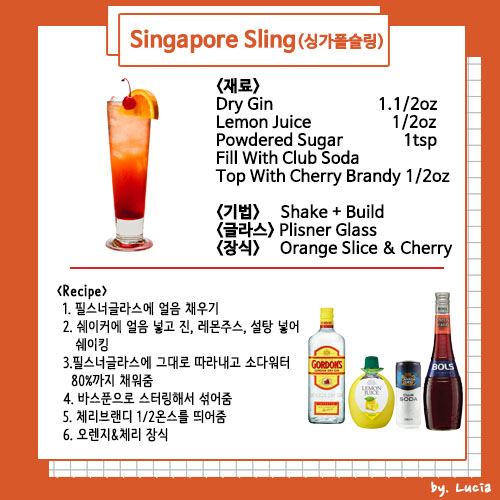 Singapore Sling(싱가폴슬링)
<재료>
Dry Gin 1.1/2oz
Lemon Juice 1/2oz
Powdered Sugar 1tsp
Fill With Club Soda
Top With Cherry Brandy 1/2oz
<기법> Shake + Build
<글라스> Plisner Glass
<장식> Orange Slice & Cherry
<Recipe>
1. 필스너글라스에 얼음 채우기
2. 쉐이커에 얼음 넣고 진, 레몬주스, 설탕 넣어
쉐이킹
3.필스너글라스에 그대로 따라내고 소다워터
80%까지 채워줌
4. 바스푼으로 스터링해서 섞어줌
5. 체리브랜디 1/2온스를 띄어줌
6. 오렌지&체리 장식
GORDON'S
LEMON
JUICE
SODA
BOLS
by. Lucia